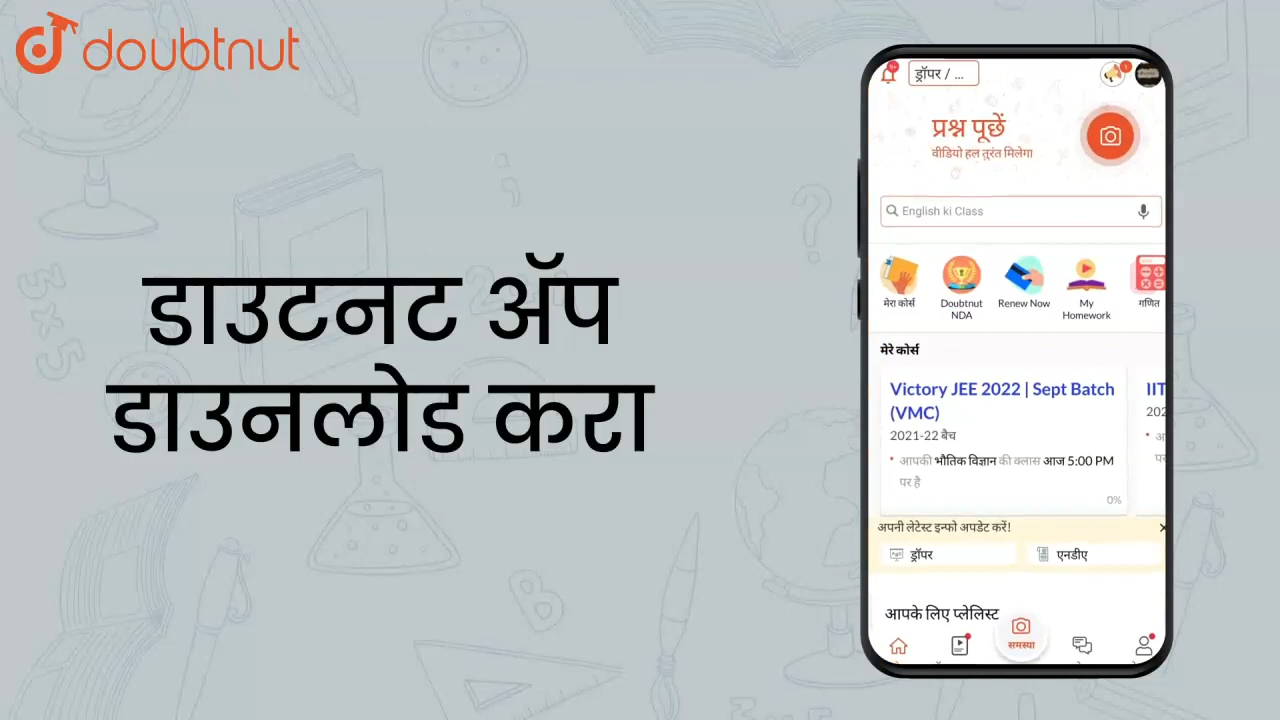 doubtnut
डाउटनट ॲप
डाउनलोड करा
ड्रॉपर / ...
प्रश्न पूछें
वीडियो हल तुरंत मिलेगा
English ki Class
मेरा कोर्स
Doubtnut
NDA
Renew Now
My
Homework
गणित
मेरे कोर्स
Victory JEE 2022 | Sept Batch
(VMC)
2021-22 बैच
आपकी भौतिक विज्ञान की क्लास आज 5:00 PM
पर है
0%
IIT
202
अपनी लेटेस्ट इन्फो अपडेट करें!
ड्रॉपर
एनडीए
आपके लिए प्लेलिस्ट
समस्या